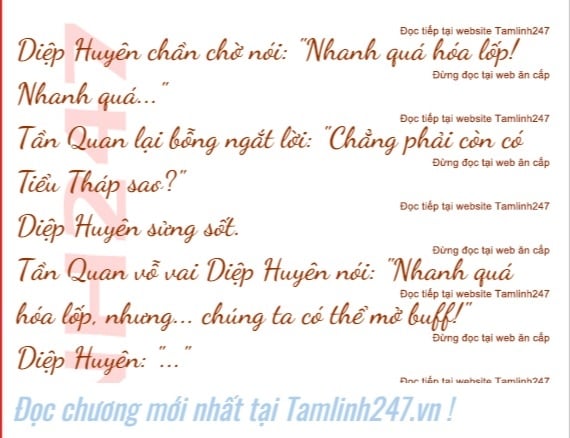 Đọc tiếp tại website Tamlinh247
Diệp Huyên chần chờ nói: "Nhanh quá hóa lốp!
Đừng đọc tại web ăn cắp
Nhanh quá..."
Đọc tiếp tại website Tamlinh247
Tần Quan lại bỗng ngắt lời: "Chẳng phải còn có
Đừng đọc tại web ăn cắp
Tiểu Tháp sao?"
Đọc tiếp tại website Tamlinh247
Diệp Huyên sửng sốt.
Đừng đọc tại web ăn cắp
Tần Quan vỗ vai Diệp Huyên nói: "Nhanh quá
Đọc tiếp tại website Tamlinh247
hóa lốp, nhưng... chúng ta có thể mở buff!"
Đừng đọc tại web ăn cắp
Diệp Huyên: "..."
Đọc tiếp tại website Tamlinh247
NH247
Đọc chương mới nhất tại Tamlinh247.vn !